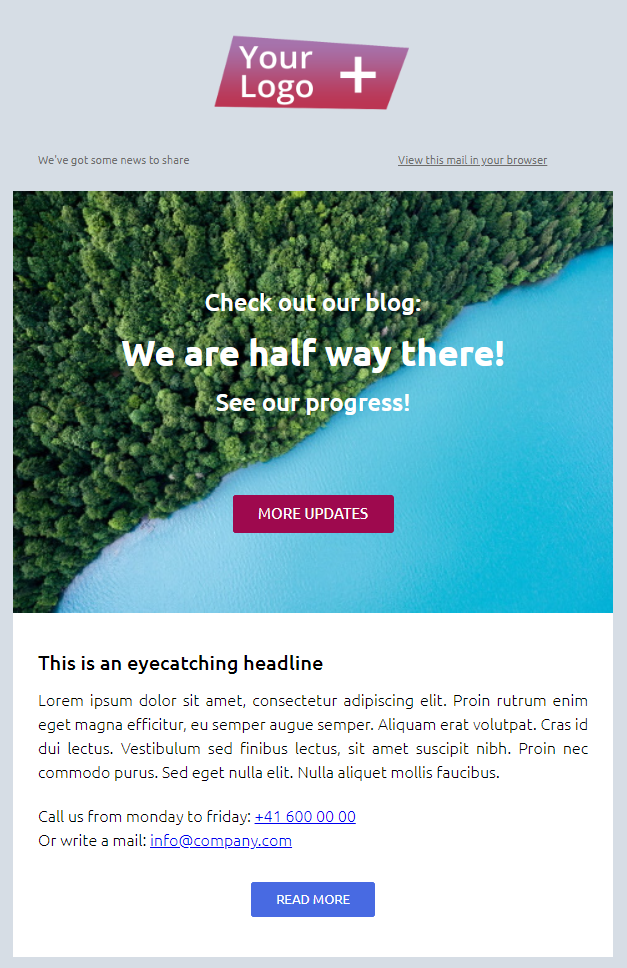 Your
Logo +
We've got some news to share
View this mail in your browser
Check out our blog:
We are half way there!
See our progress!
MORE UPDATES
This is an eyecatching headline
Lorem ipsum dolor sit amet, consectetur adipiscing elit. Proin rutrum enim
eget magna efficitur, eu semper augue semper. Aliquam erat volutpat. Cras id
dui lectus. Vestibulum sed finibus lectus, sit amet suscipit nibh. Proin nec
commodo purus. Sed eget nulla elit. Nulla aliquet mollis faucibus.
Call us from monday to friday: +41 600 00 00
Or write a mail: info@company.com
READ MORE